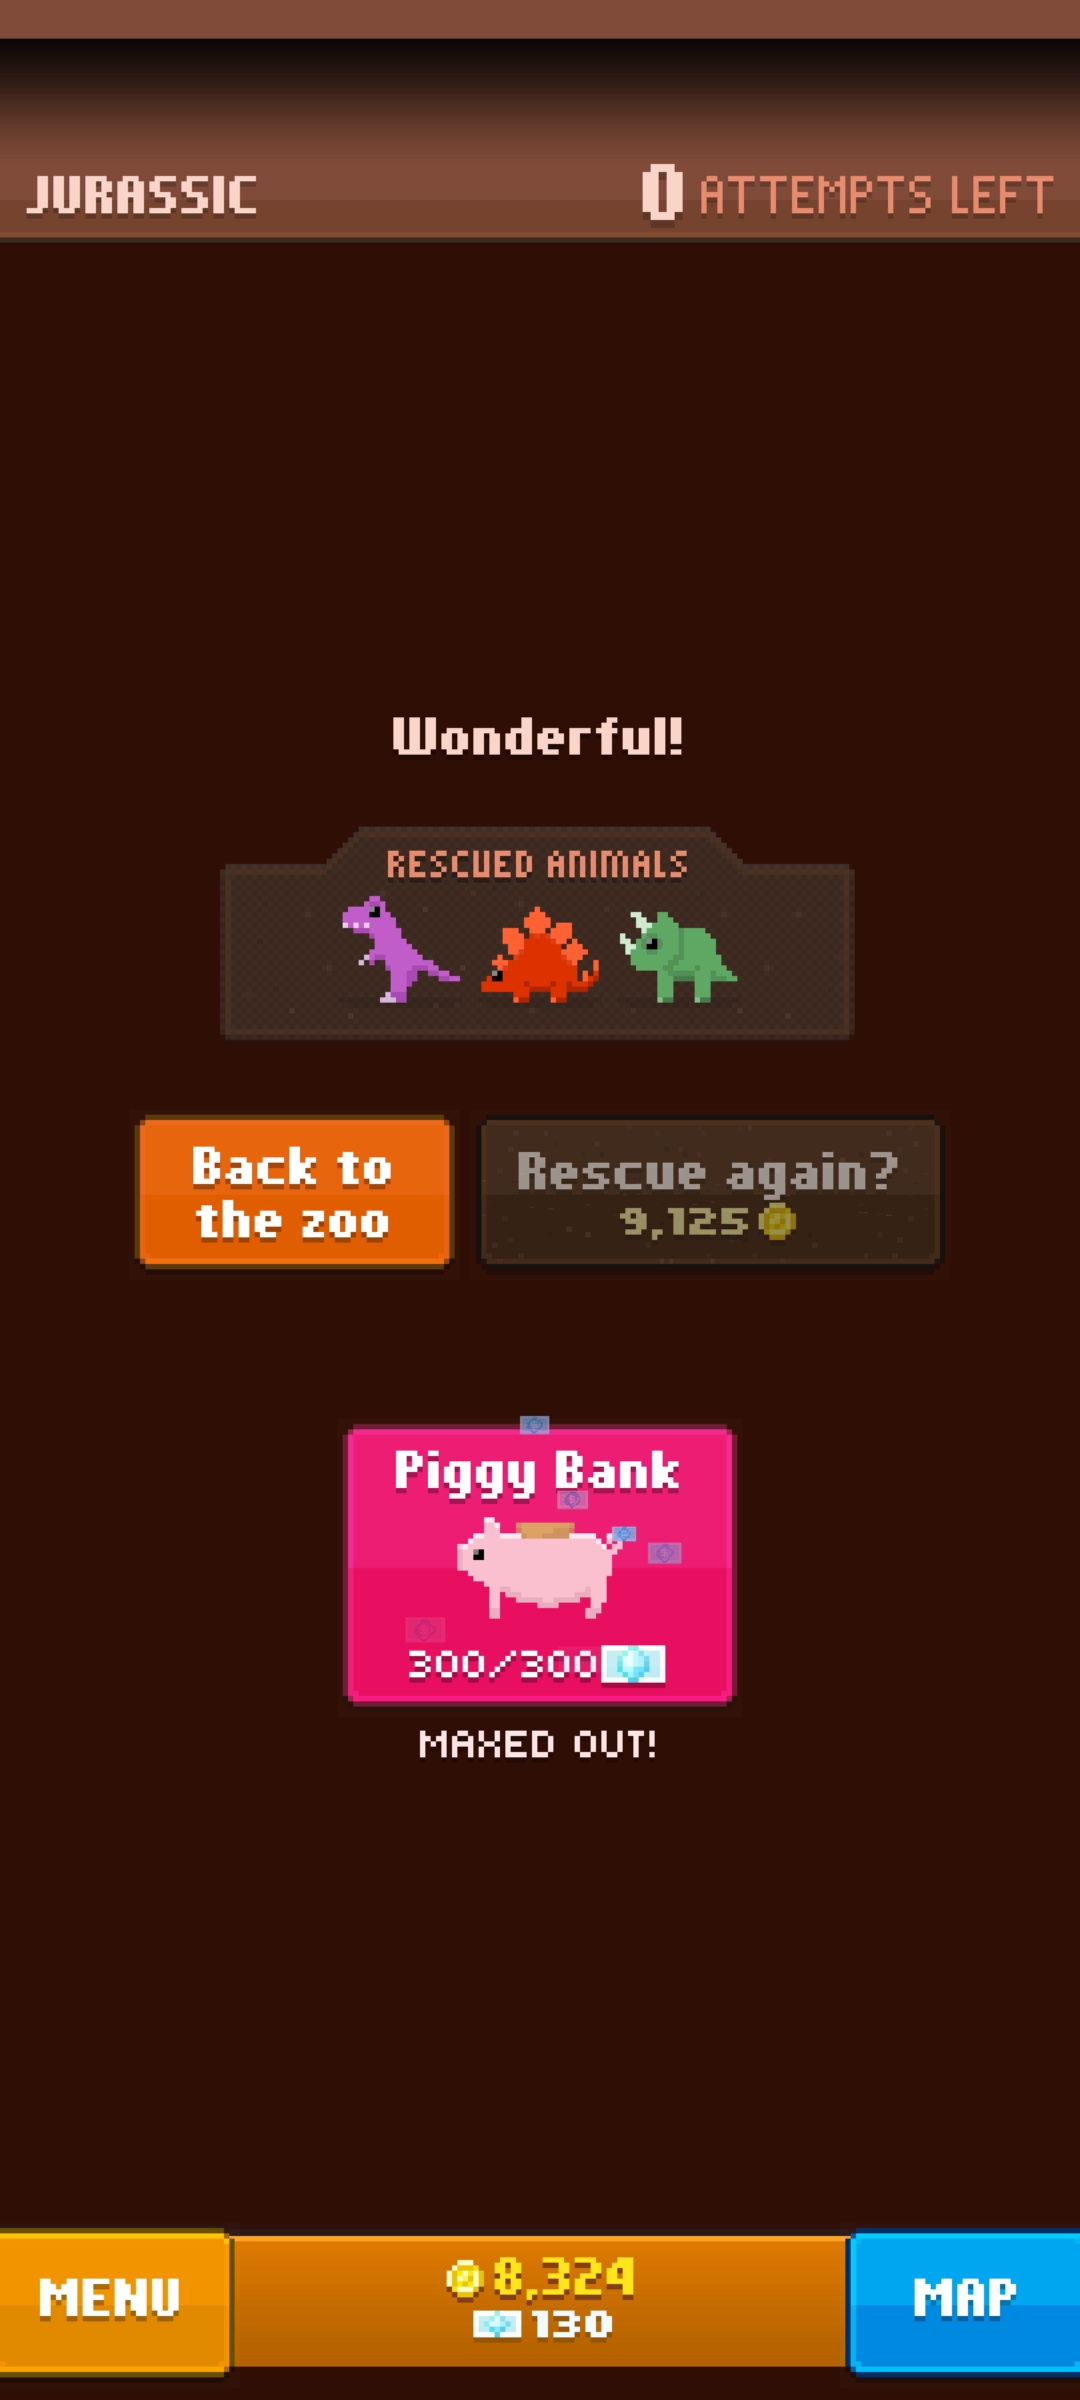 JURASSIC
0 ATTEMPTS LEFT
Wonderful!
RESCUED ANIMALS
Back to
the zoo
Rescue again?
9,125
Piggy Bank
300/300
MAXED OUT!
MENU
8,324
130
MAP